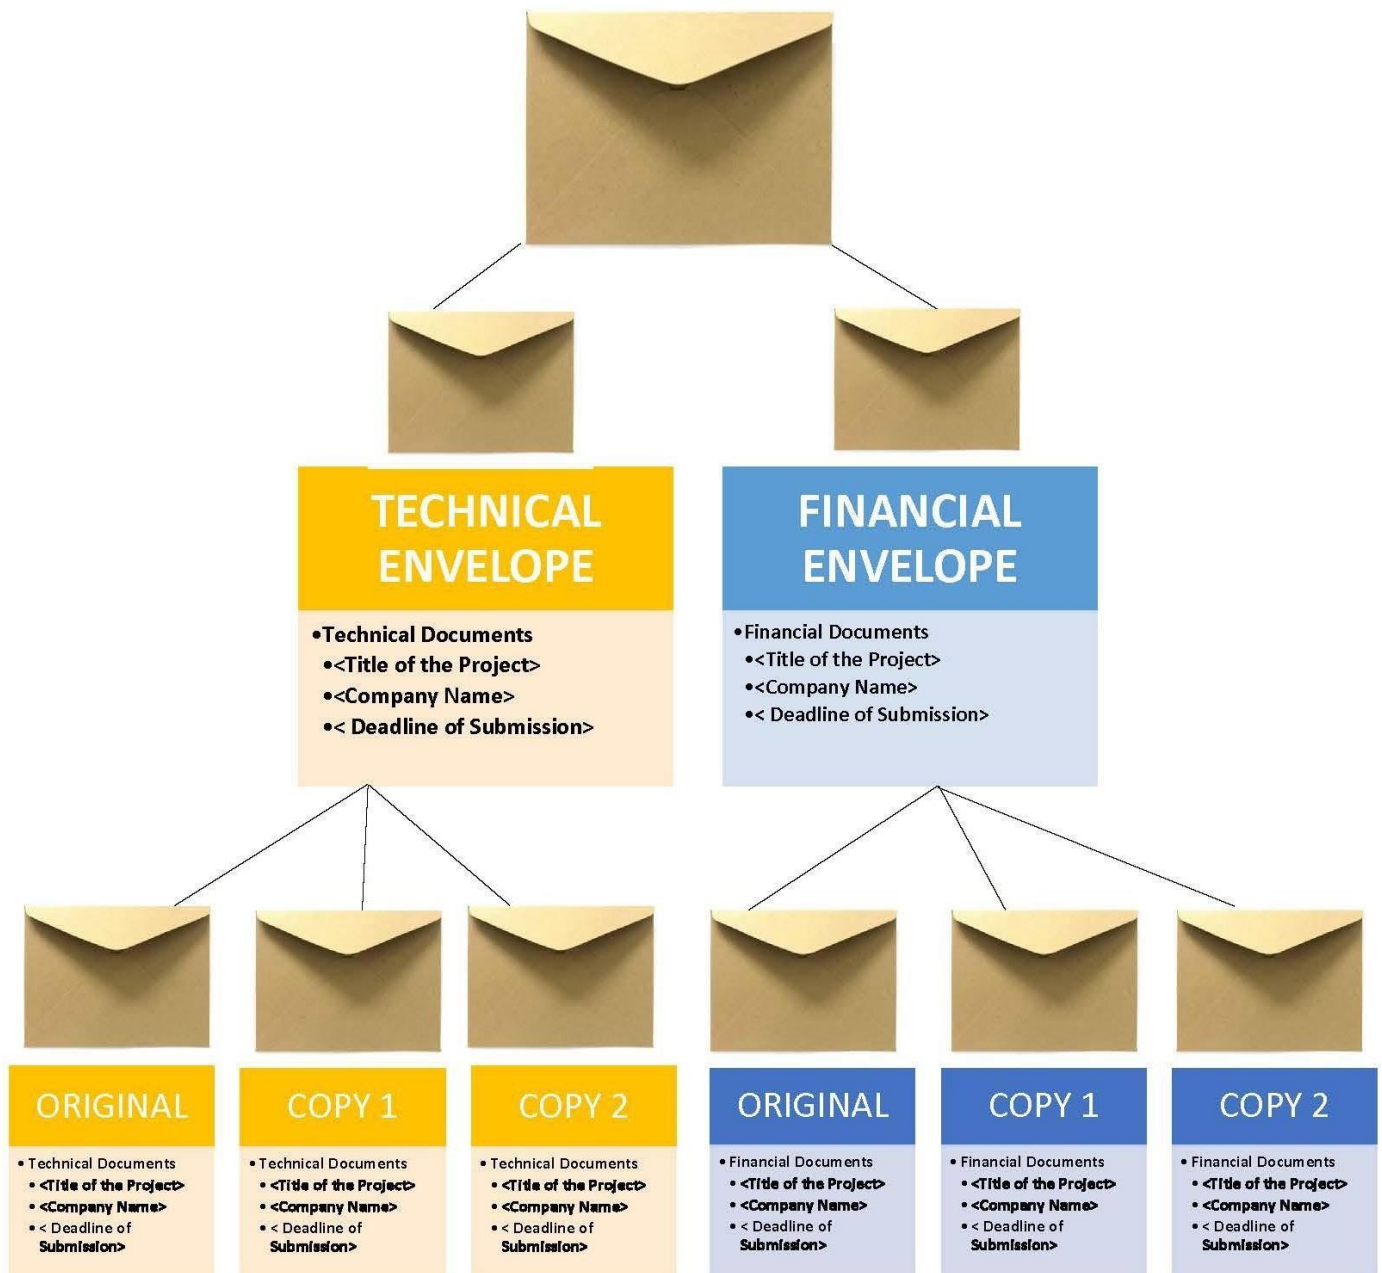 TECHNICAL
ENVELOPE
•Technical Documents
•<Title of the Project>
•<Company Name>
•< Deadline of Submission>
FINANCIAL
ENVELOPE
•Financial Documents
•<Title of the Project>
•<Company Name>
•< Deadline of Submission>
ORIGINAL
• Technical Documents
• <Title of the Project>
• <Company Name>
• < Deadline of
Submission>
COPY 1
• Technical Documents
• <Title of the Project>
• <Company Name>
• < Deadline of
Submission>
COPY 2
• Technical Documents
• <Title of the Project>
• <Company Name>
• < Deadline of
Submission>
ORIGINAL
• Financial Documents
• <Title of the Project>
• <Company Name>
• < Deadline of
Submission>
COPY 1
• Financial Documents
• <Title of the Project>
• <Company Name>
• < Deadline of
Submission>
COPY 2
• Financial Documents
• <Title of the Project>
• <Company Name>
• < Deadline of
Submission>